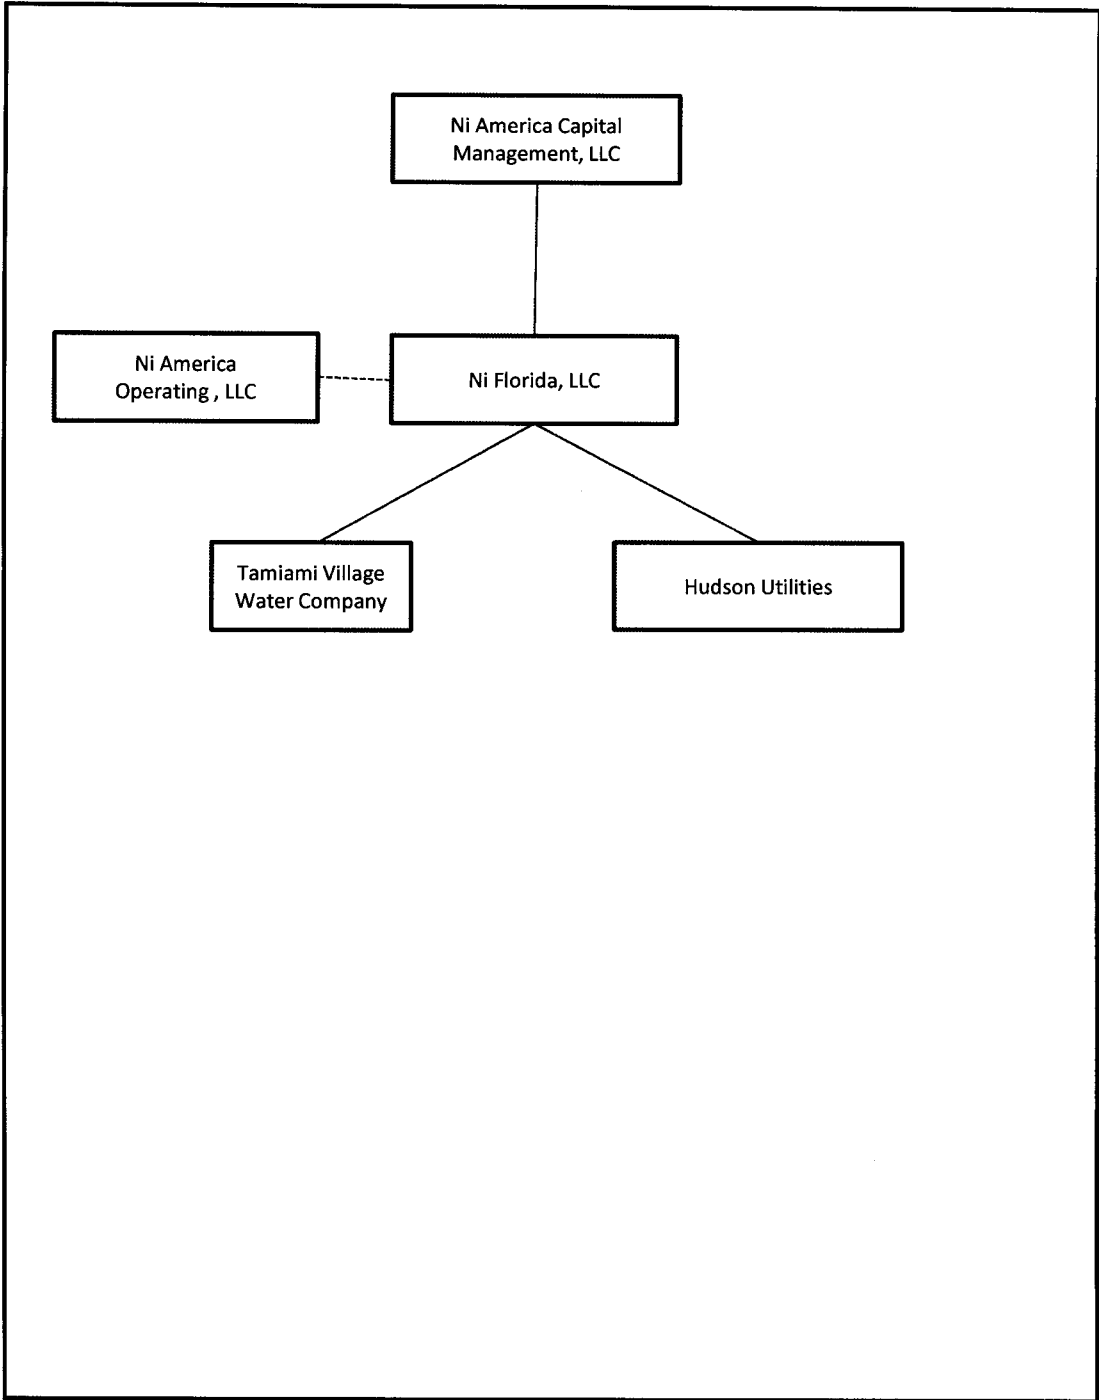 Ni America Capital
Management, LLC
Ni America
Operating , LLC
Ni Florida, LLC
Tamiami Village
Water Company
Hudson Utilities